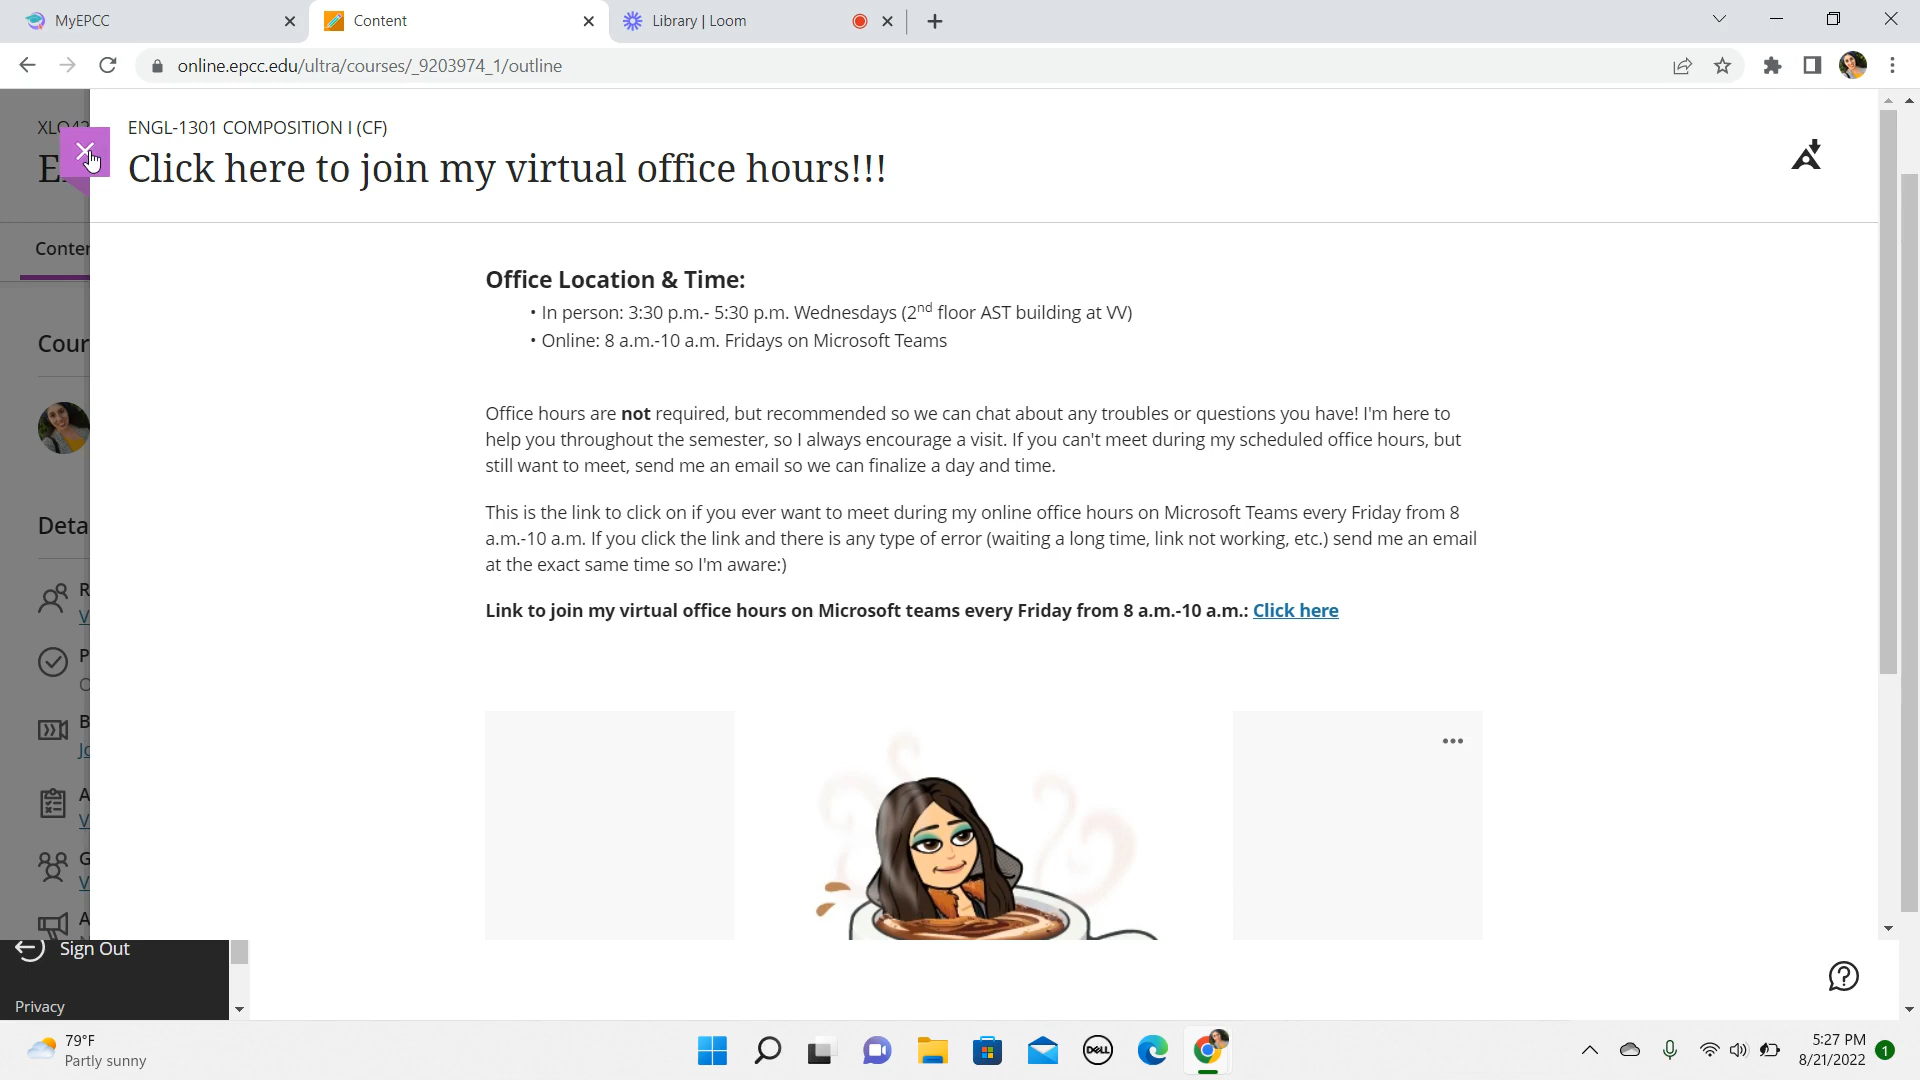 MyEPCC
Content
Library | Loom
online.epcc.edu/ultra/courses/_9203974_1/outline
ENGL-1301 COMPOSITION I (CF)
Click here to join my virtual office hours!!!
Conter
Cour
Deta
Office Location & Time:
• In person: 3:30 p.m.- 5:30 p.m. Wednesdays (2nd floor AST building at VV)
• Online: 8 a.m.-10 a.m. Fridays on Microsoft Teams
Office hours are not required, but recommended so we can chat about any troubles or questions you have! I'm here to
help you throughout the semester, so I always encourage a visit. If you can't meet during my scheduled office hours, but
still want to meet, send me an email so we can finalize a day and time.
This is the link to click on if you ever want to meet during my online office hours on Microsoft Teams every Friday from 8
a.m.-10 a.m. If you click the link and there is any type of error (waiting a long time, link not working, etc.) send me an email
at the exact same time so I'm aware:)
Link to join my virtual office hours on Microsoft teams every Friday from 8 a.m.-10 a.m.: Click here
Sign Out
Privacy
79°F
Partly sunny
DELL
5:27 PM
8/21/2022
1